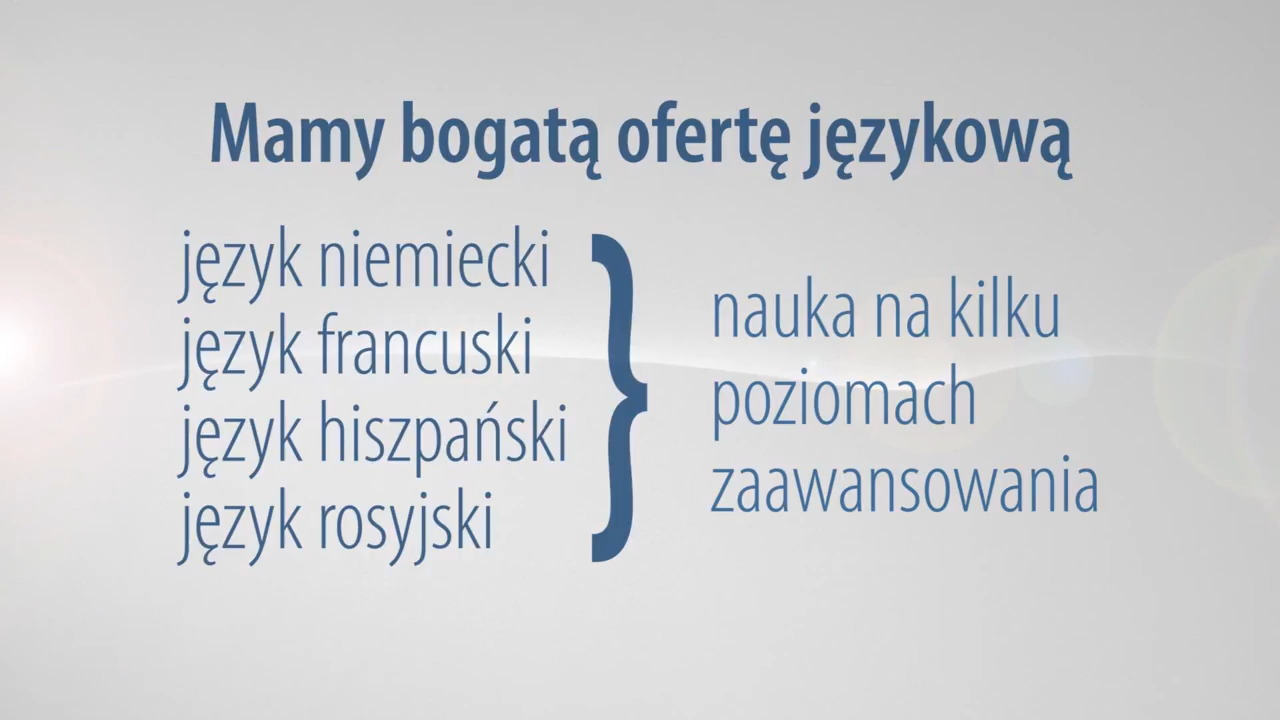 Mamy bogatą ofertę językową
język niemiecki
język francuski
język hiszpański
język rosyjski
nauka na kilku
poziomach
zaawansowania